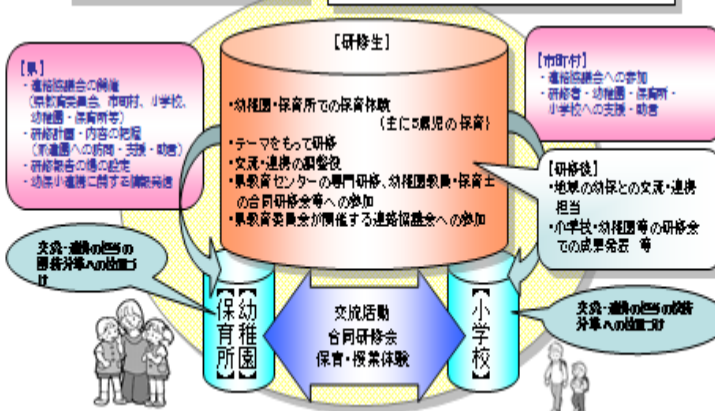 【研修生】
・幼稚園・保育所での保育体験
(主に5歳児の保育)
・テーマをもって研修
・交流・連携の調整役
・県教育センターの専門研修、幼稚園教員・保育士
の合同研修会等への参加
・県教育委員会が開催する連絡協議会への参加
【県】
・連絡協議会の開催
(県教育委員会、市町村、小学校、
幼稚園・保育所等)
・研修計画・内容の把握
(派遣園への訪問・支援・助言)
・研修報告の場の設定
・幼保小連携に関する情報発信
【市町村】
・連絡協議会への参加
・研修者・幼稚園・保育所・
小学校への支援・助言
【研修後】
・地域の幼保との交流・連携
担当
・小学校・幼稚園等の研修会
での成果発表 等
交流・連携の担当の
園務分掌への位置づ
け
【幼稚園
保育所】
交流活動
合同研修会
保育・授業体験
【小学校】
交流・連携の担当の校務
分掌への位置づけ